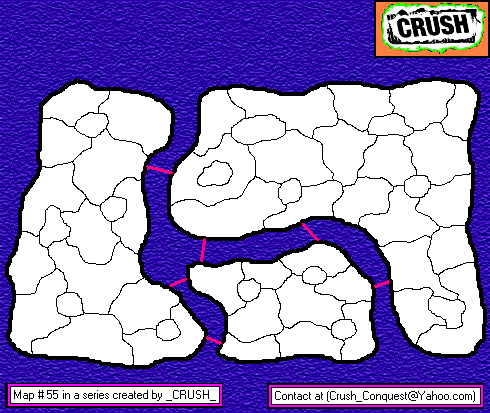 CRUSH
Map # 55 in a series created by _CRUSH_
Contact at (Crush_Conquest@Yahoo.com)